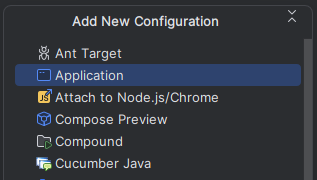 Add New Configuration
Ant Target
Application
Attach to Node.js/Chrome
Compose Preview
Compound
Cucumber Java